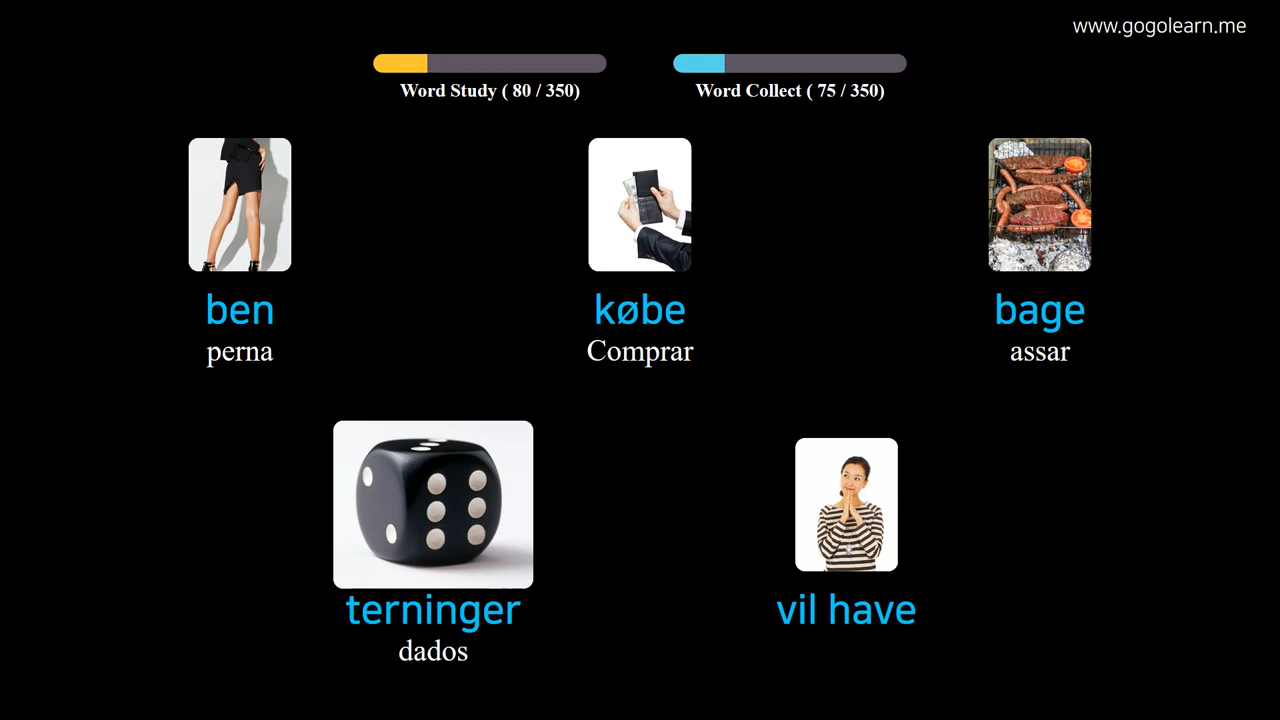 www.gogolearn.me
Word Study ( 80 / 350)
Word Collect ( 75 / 350)
ben
perna
købe
Comprar
bage
assar
terninger
dados
vil have